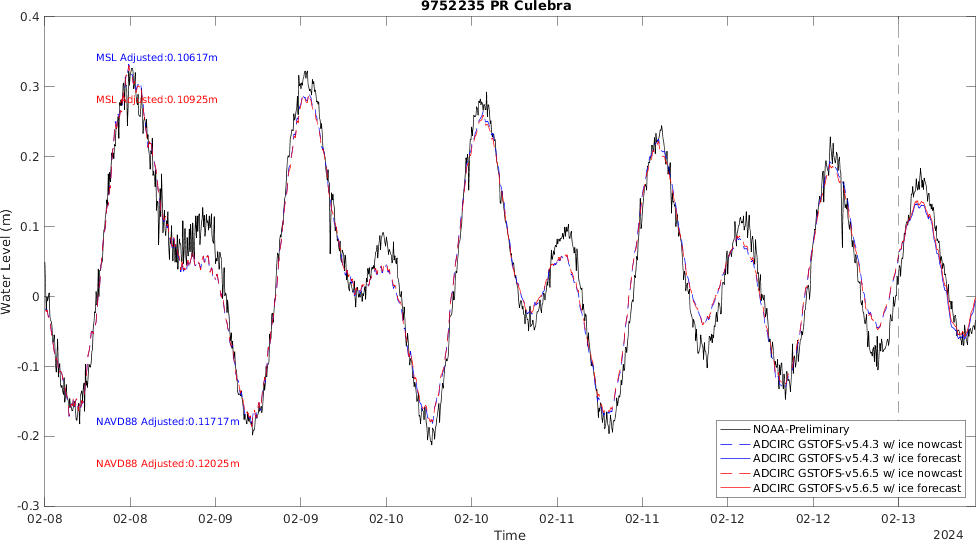 9752235 PR Culebra
0.4
0.3
0.2
0.1
0
-0.1
-0.2
-0.3
Water Level (m)
MSL Adjusted:0.10617m
MSL Adjusted:0.10925m
NAVD88 Adjusted:0.11717m
NAVD88 Adjusted:0.12025m
NOAA-Preliminary
ADCIRC GSTOFS-v5.4.3 w/ ice nowcast
ADCIRC GSTOFS-v5.4.3 w/ ice forecast
ADCIRC GSTOFS-v5.6.5 w/ ice nowcast
ADCIRC GSTOFS-v5.6.5 w/ ice forecast
02-08 02-08 02-09 02-09 02-10 02-10 02-11 02-11 02-12 02-12 02-13
Time
2024